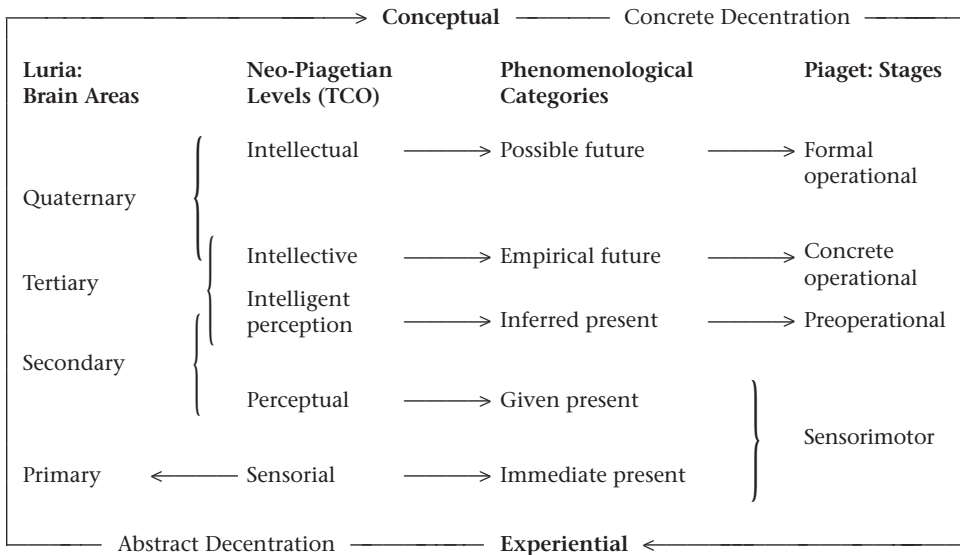 Conceptual Concrete Decentration
Luria: Neo-Piagetian Phenomenological Piaget: Stages
Brain Areas Levels (TCO) Categories
Intellectual Possible future Formal
operational
Quaternary
Intellective Empirical future Concrete
operational
Tertiary
Intelligent
perception Inferred present Preoperational
Secondary
Perceptual Given present
Sensorimotor
Primary Sensorial Immediate present
Abstract Decentration Experiential